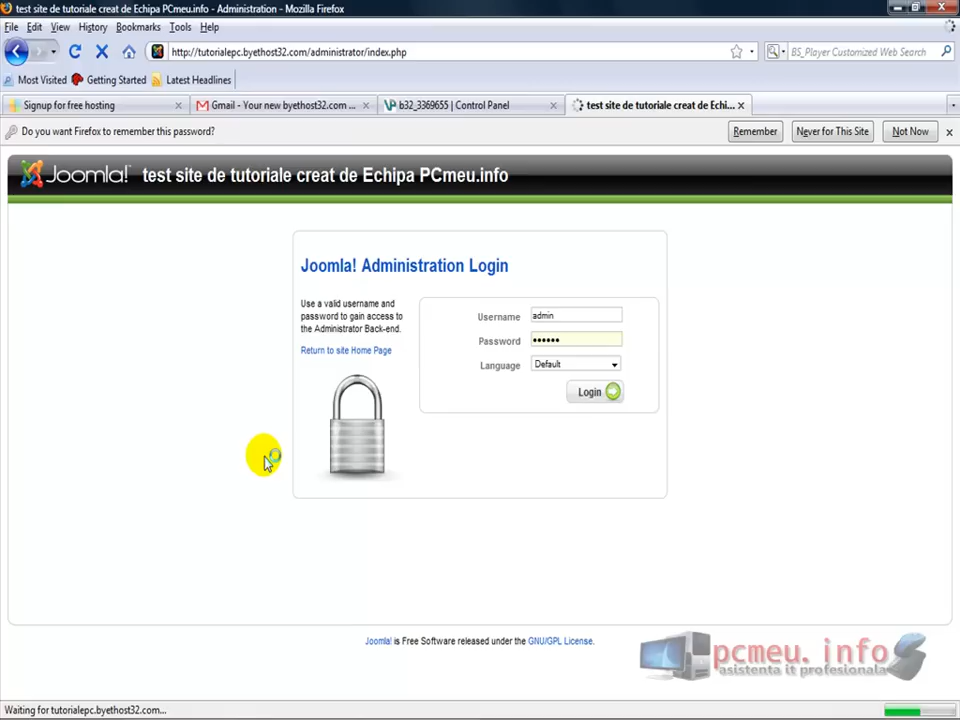 test site de tutoriale creat de Echipa PCmeu.info - Administration - Mozilla Firefox
File Edit View History Bookmarks Tools Help
http://tutorialepc.byethost32.com/administrator/index.php
BS_Player Customized Web Search
Most Visited Getting Started Latest Headlines
Signup for free hosting
Gmail - Your new byethost32.com ...
b32_3369655 | Control Panel
test site de tutoriale creat de Echi...
Do you want Firefox to remember this password?
Remember
Never for This Site
Not Now
Joomla! test site de tutoriale creat de Echipa PCmeu.info
Joomla! Administration Login
Use a valid username and
password to gain access to
the Administrator Back-end.
Return to site Home Page
Username admin
Password ••••••
Language Default
Login
Joomla! is Free Software released under the GNU/GPL License.
pcmeu.info
asistenta it profesionala
Waiting for tutorialepc.byethost32.com...